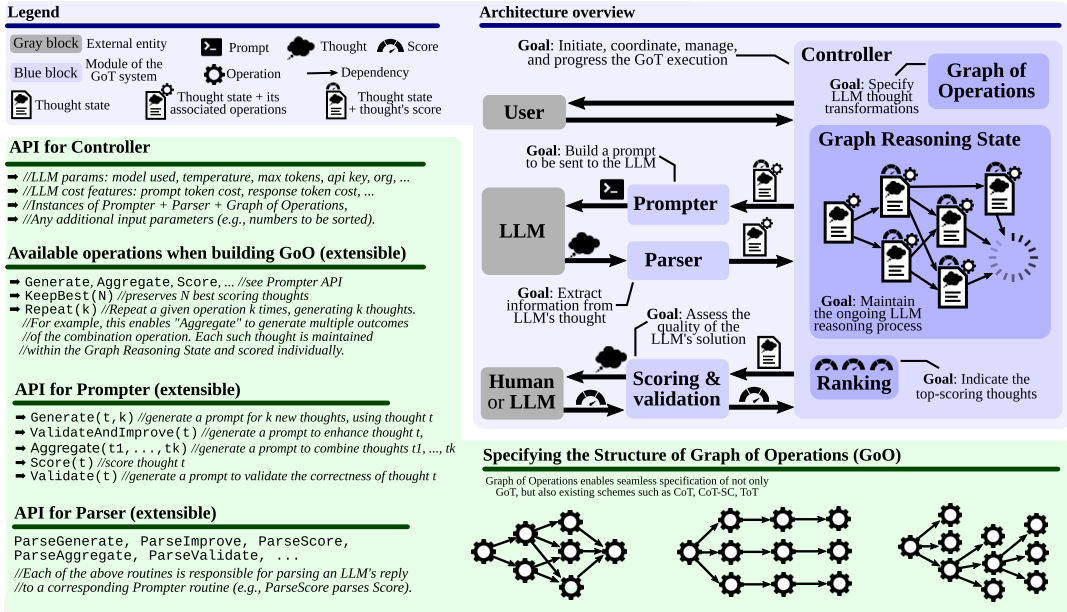 Legend
Gray block External entity
Prompt
Thought
Score
Blue block
Module of the
GoT system
Operation
Dependency
Thought state
Thought state + its
associated operations
Thought state
+ thought's score
API for Controller
//LLM params: model used, temperature, max tokens, api key, org, ...
//LLM cost features: prompt token cost, response token cost, ...
//Instances of Prompter + Parser + Graph of Operations,
//Any additional input parameters (e.g., numbers to be sorted).
Available operations when building GoO (extensible)
Generate, Aggregate, Score, ... //see Prompter API
KeepBest(N) //preserves N best scoring thoughts
Repeat(k) //Repeat a given operation k times, generating k thoughts.
//For example, this enables "Aggregate" to generate multiple outcomes
//of the combination operation. Each such thought is maintained
//within the Graph Reasoning State and scored individually.
API for Prompter (extensible)
Generate(t,k) //generate a prompt for k new thoughts, using thought t
ValidateAndImprove(t) //generate a prompt to enhance thought t,
Aggregate(t1,...,tk) //generate a prompt to combine thoughts t1, ..., tk
Score(t) //score thought t
Validate(t) //generate a prompt to validate the correctness of thought t
API for Parser (extensible)
ParseGenerate, ParseImprove, ParseScore,
ParseAggregate, ParseValidate, ...
//Each of the above routines is responsible for parsing an LLM's reply
//to a corresponding Prompter routine (e.g., ParseScore parses Score).
Architecture overview
Goal: Initiate, coordinate, manage,
and progress the GoT execution
Controller
Goal: Specify
LLM thought
transformations
Graph of
Operations
User
Graph Reasoning State
Goal: Build a prompt
to be sent to the LLM
Prompter
LLM
Parser
Goal: Extract
information from
LLM's thought
Goal: Maintain
the ongoing LLM
reasoning process
Goal: Assess the
quality of the
LLM's solution
Human
or LLM
Scoring &
validation
Ranking
Goal: Indicate the
top-scoring thoughts
Specifying the Structure of Graph of Operations (GoO)
Graph of Operations enables seamless specification of not only
GoT, but also existing schemes such as CoT, CoT-SC, ToT